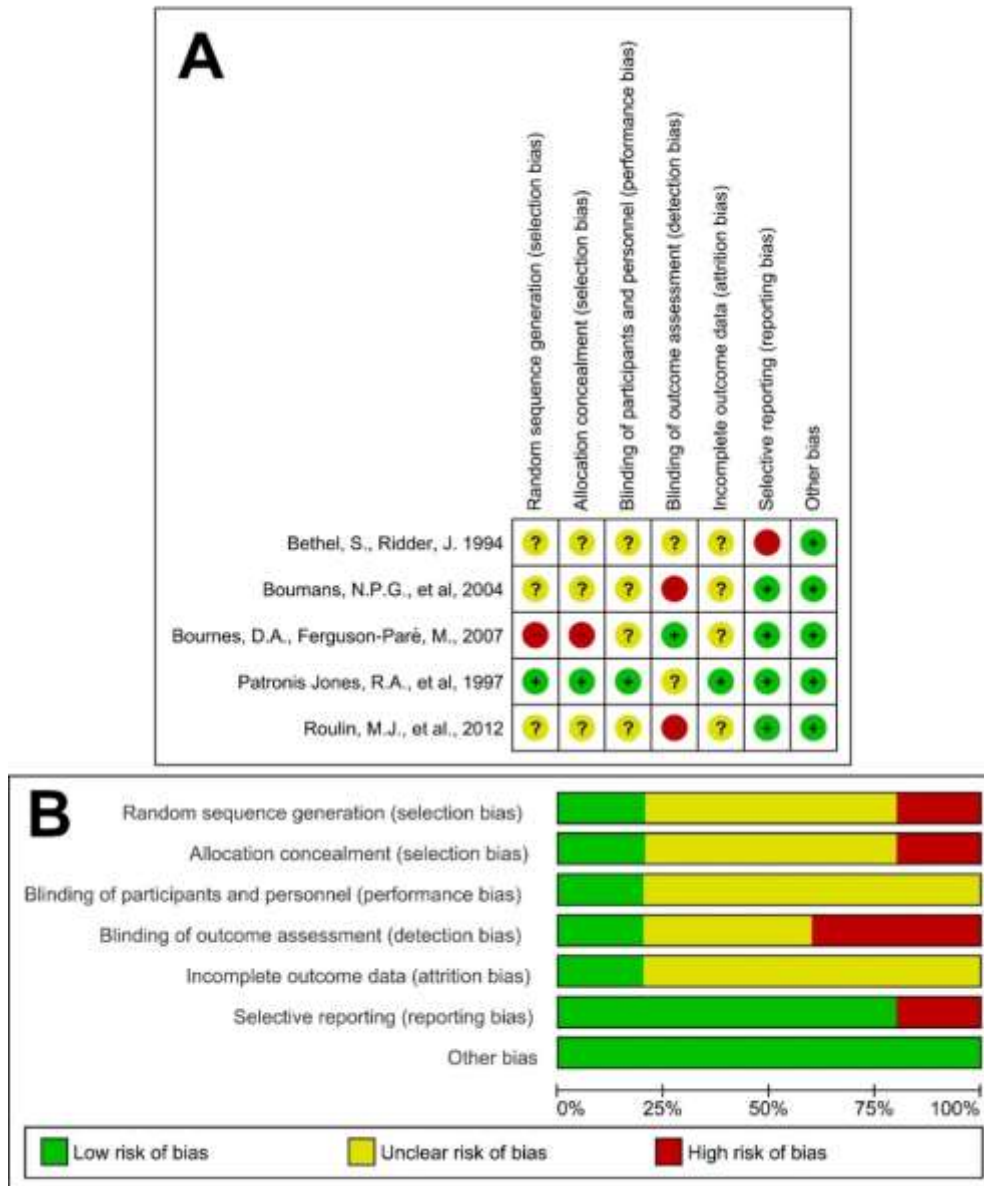 A
Random sequence generation (selection bias)
Allocation concealment (selection bias)
Blinding of participants and personnel (performance bias)
Blinding of outcome assessment (detection bias)
Incomplete outcome data (attrition bias)
Selective reporting (reporting bias)
Other bias
Bethel, S., Ridder, J. 1994 ? ? ? ? ? +
Boumans, N.P.G., et al, 2004 ? ? ? ? + +
Bournes, D.A., Ferguson-Paré, M., 2007 ? + ? + +
Patronis Jones, R.A., et al, 1997 + + + ? + + +
Roulin, M.J., et al., 2012 ? ? ? ? + +
B
Random sequence generation (selection bias)
Allocation concealment (selection bias)
Blinding of participants and personnel (performance bias)
Blinding of outcome assessment (detection bias)
Incomplete outcome data (attrition bias)
Selective reporting (reporting bias)
Other bias
0% 25% 50% 75% 100%
Low risk of bias Unclear risk of bias High risk of bias